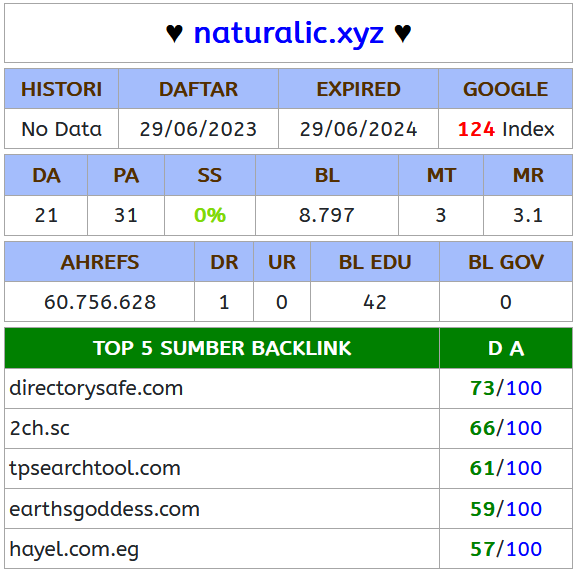 ♥ naturalic.xyz ♥
HISTORI DAFTAR EXPIRED GOOGLE
No Data 29/06/2023 29/06/2024 124 Index
DA PA SS BL MT MR
21 31 0% 8.797 3 3.1
AHREFS DR UR BL EDU BL GOV
60.756.628 1 0 42 0
TOP 5 SUMBER BACKLINK D A
directorysafe.com 73/100
2ch.sc 66/100
tpsearchtool.com 61/100
earthsgoddess.com 59/100
hayel.com.eg 57/100